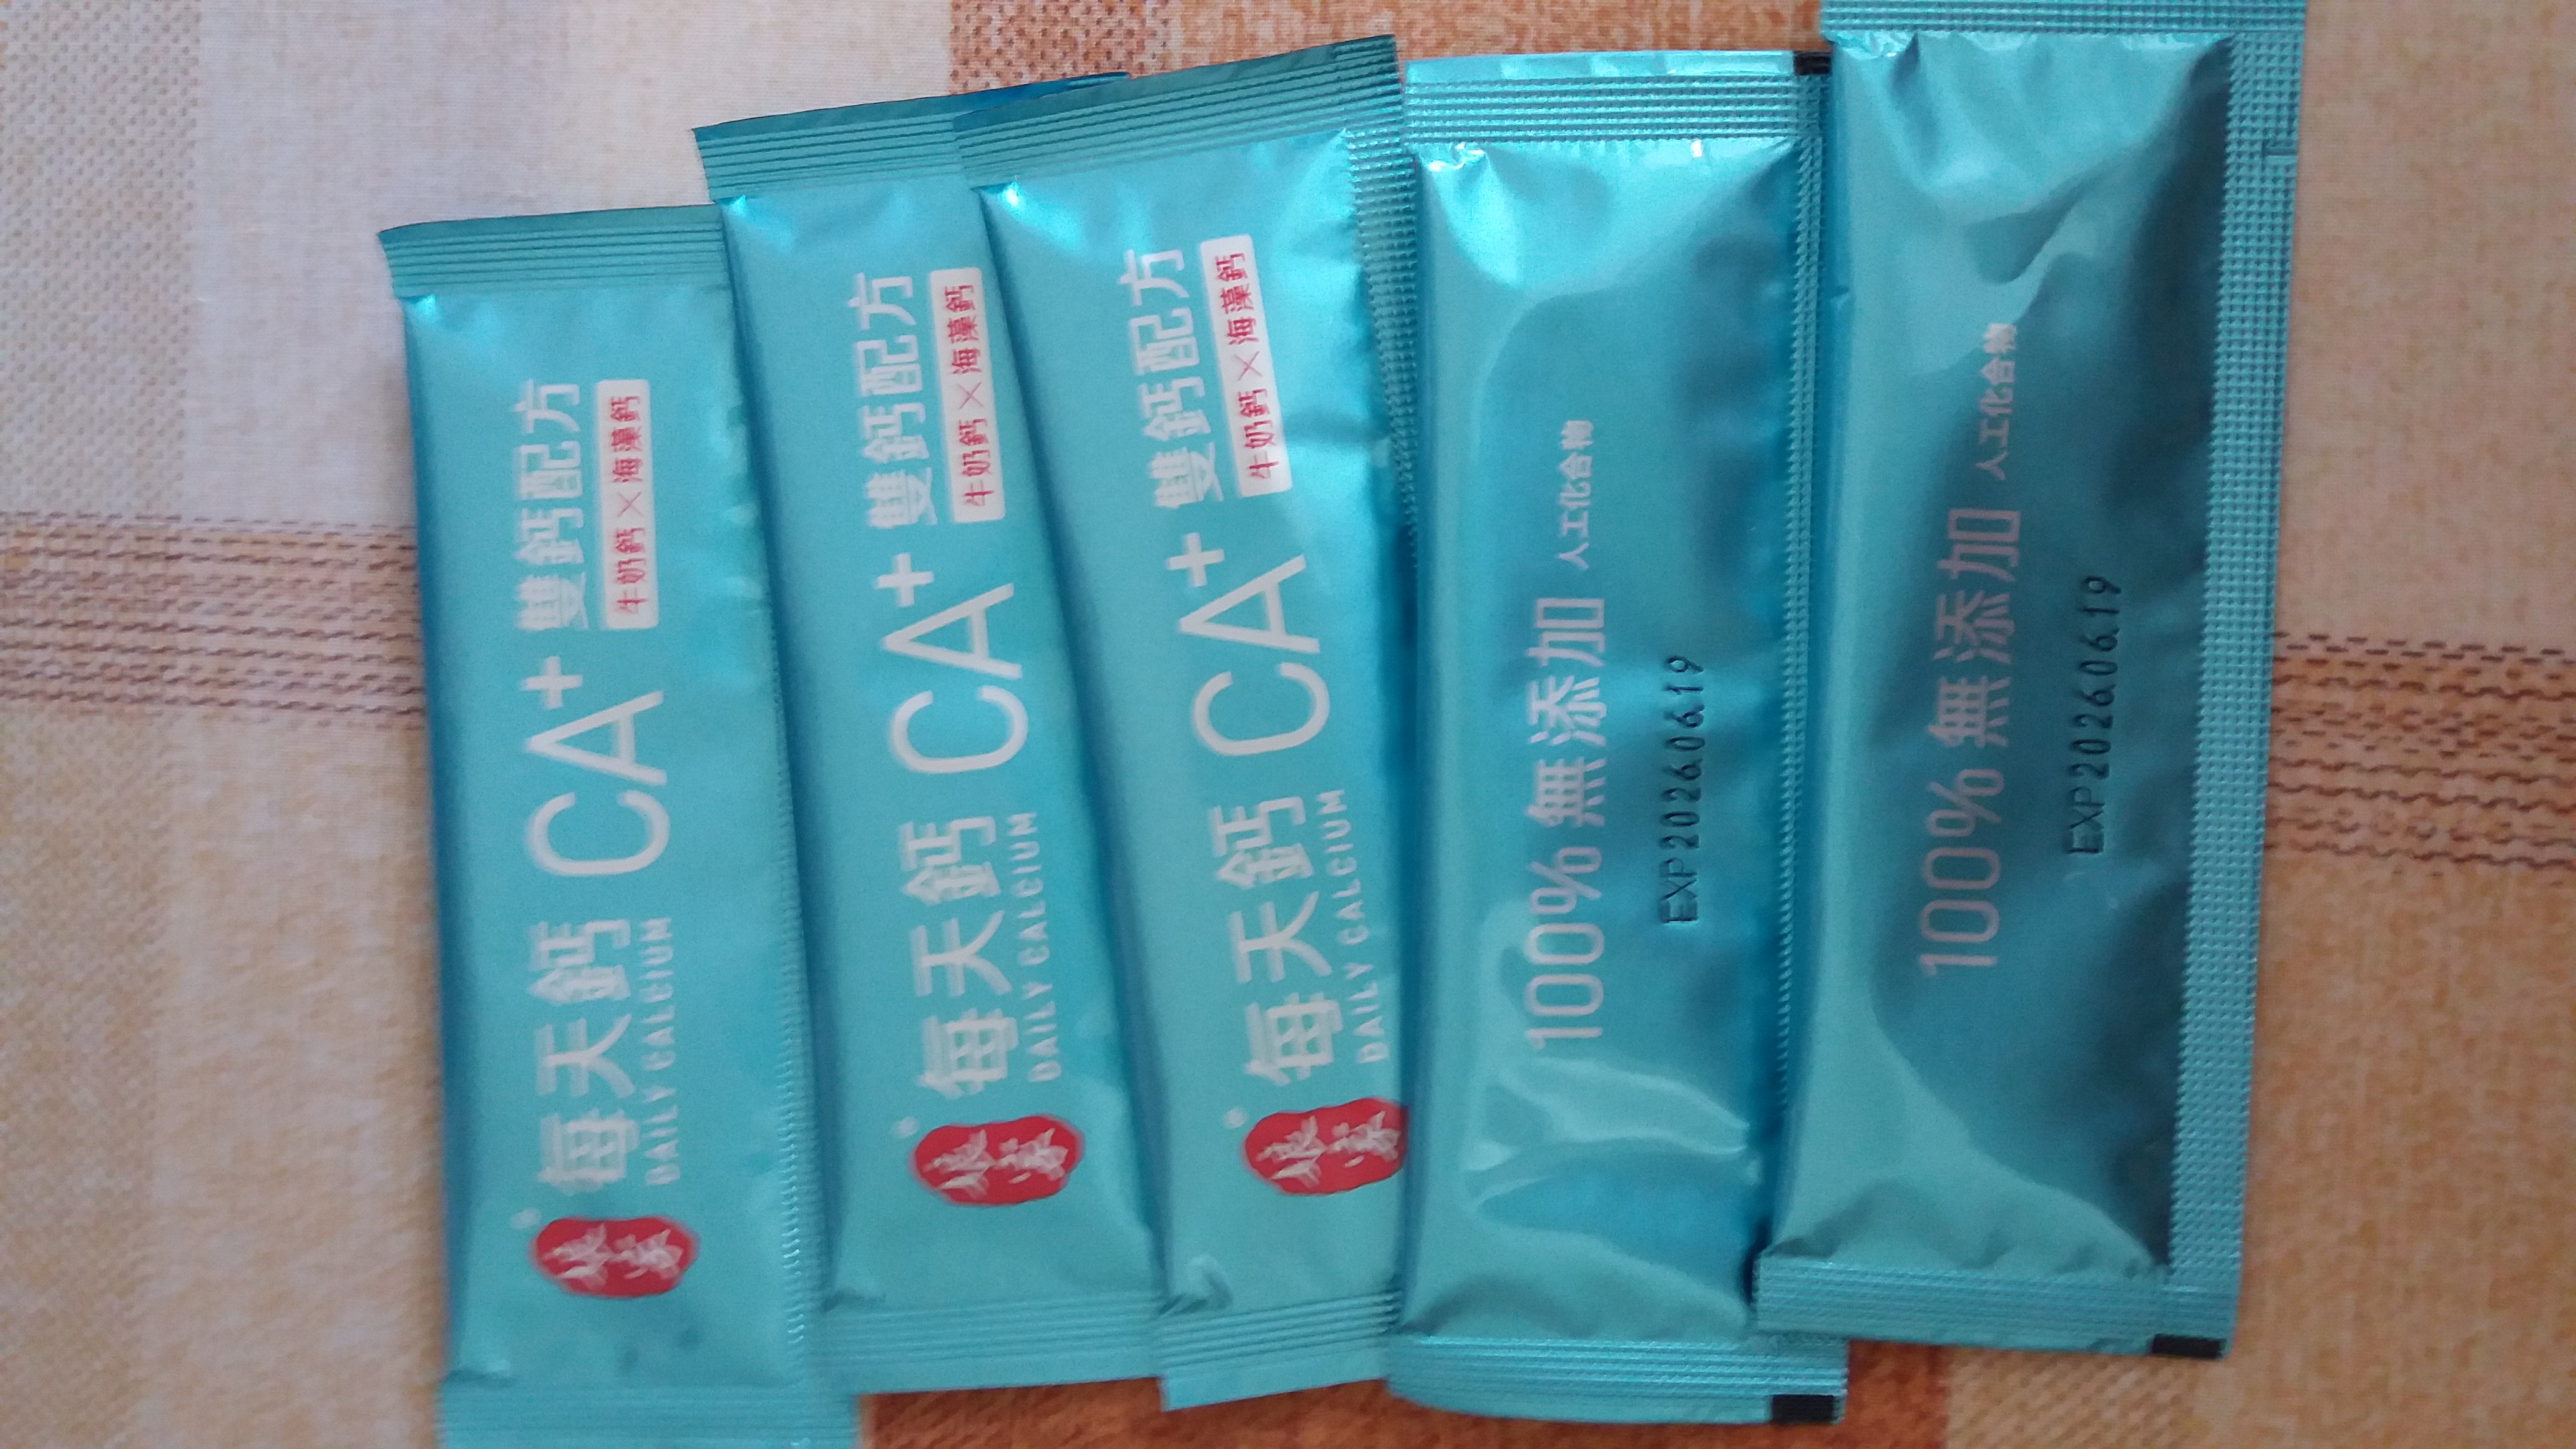 每天鈣 CA+ 雙鈣配方
DAILY CALCIUM
牛奶鈣×海藻鈣
每天鈣 CA+ 雙鈣配方
DAILY CALCIUM
牛奶鈣×海藻鈣
每天鈣 CA+ 雙鈣配方
DAILY CALCIUM
牛奶鈣×海藻鈣
100% 無添加 人工化合物
EXP20260619
100% 無添加 人工化合物
EXP2026.06.19